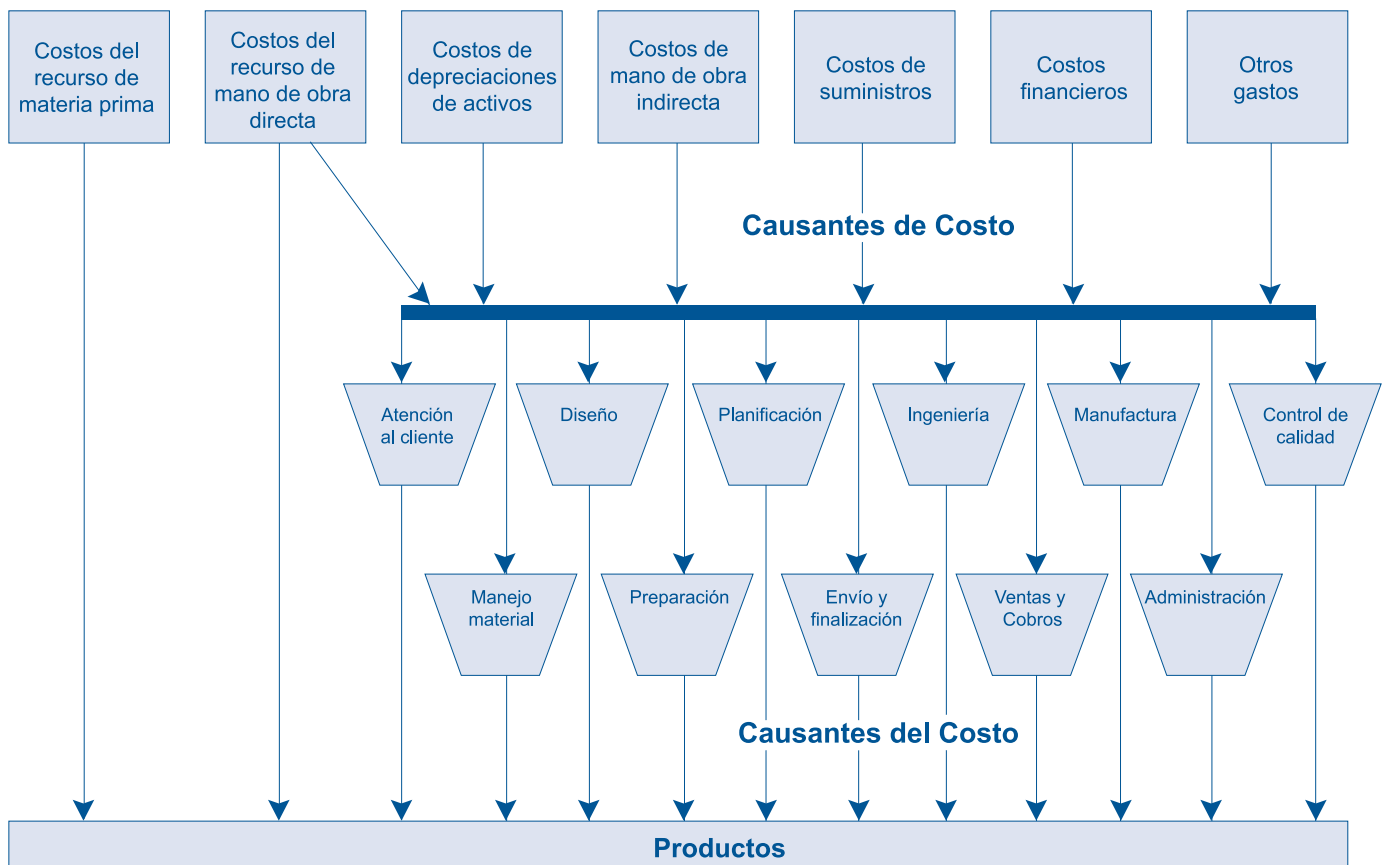 Costos del
recurso de
materia prima
Costos del
recurso de
mano de obra
directa
Costos de
depreciaciones
de activos
Costos de
mano de obra
indirecta
Costos de
suministros
Costos
financieros
Otros
gastos
Causantes de Costo
Atención
al cliente
Diseño
Planificación
Ingeniería
Manufactura
Control de
calidad
Manejo
material
Preparación
Envío y
finalización
Ventas y
Cobros
Administración
Causantes del Costo
Productos